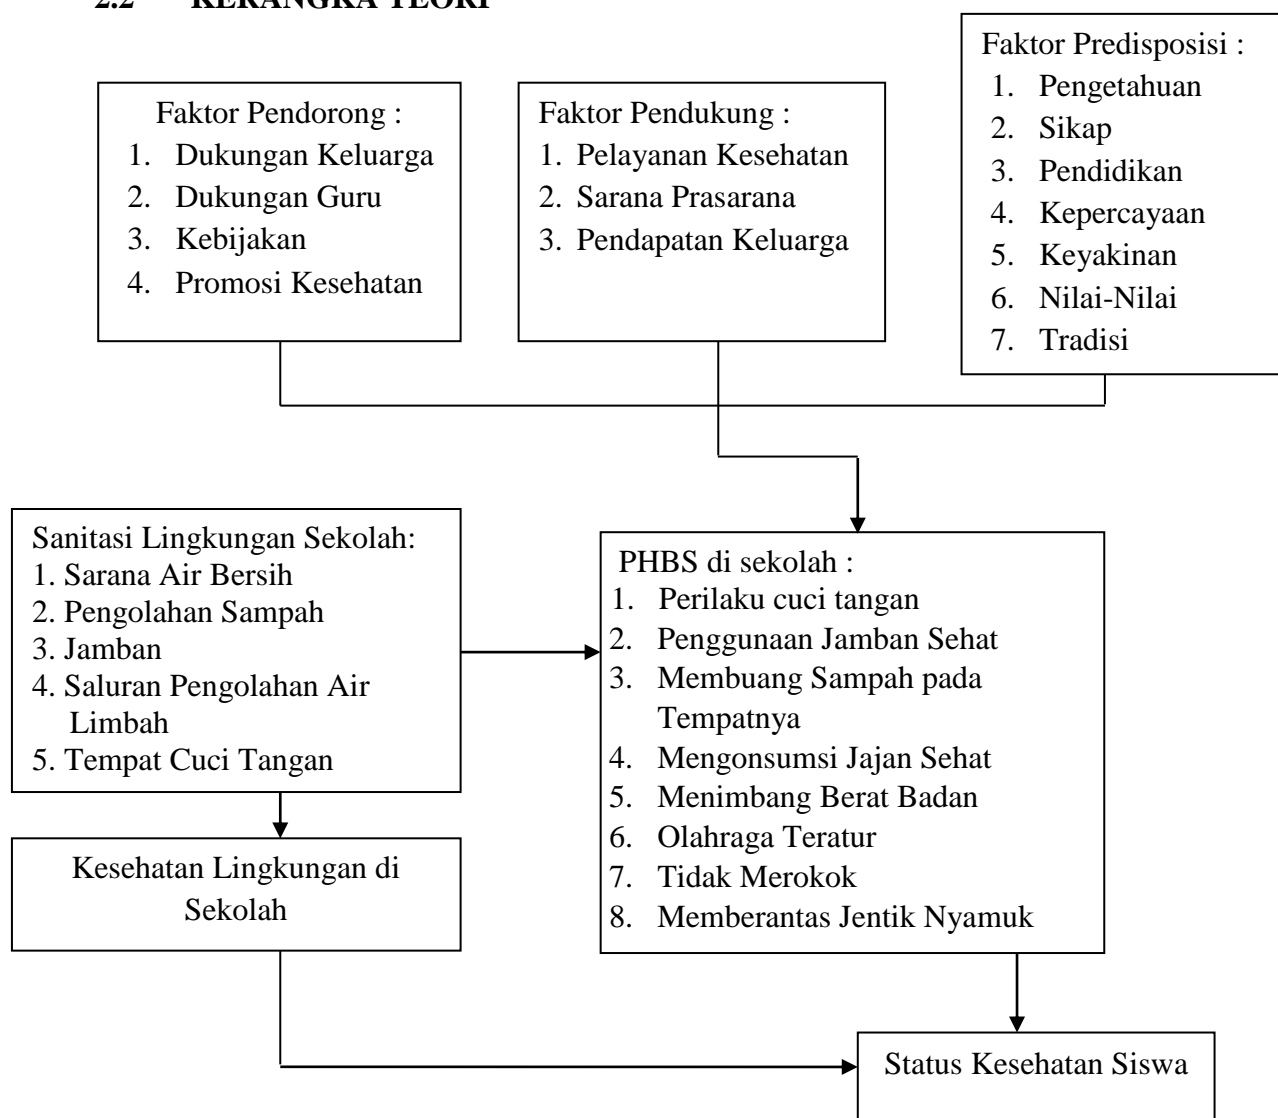 2.2 KERANGKA TEORI
Faktor Pendorong :
1. Dukungan Keluarga
2. Dukungan Guru
3. Kebijakan
4. Promosi Kesehatan
Faktor Pendukung :
1. Pelayanan Kesehatan
2. Sarana Prasarana
3. Pendapatan Keluarga
Faktor Predisposisi :
1. Pengetahuan
2. Sikap
3. Pendidikan
4. Kepercayaan
5. Keyakinan
6. Nilai-Nilai
7. Tradisi
Sanitasi Lingkungan Sekolah:
1. Sarana Air Bersih
2. Pengolahan Sampah
3. Jamban
4. Saluran Pengolahan Air
Limbah
5. Tempat Cuci Tangan
PHBS di sekolah :
1. Perilaku cuci tangan
2. Penggunaan Jamban Sehat
3. Membuang Sampah pada
Tempatnya
4. Mengonsumsi Jajan Sehat
5. Menimbang Berat Badan
6. Olahraga Teratur
7. Tidak Merokok
8. Memberantas Jentik Nyamuk
Kesehatan Lingkungan di
Sekolah
Status Kesehatan Siswa